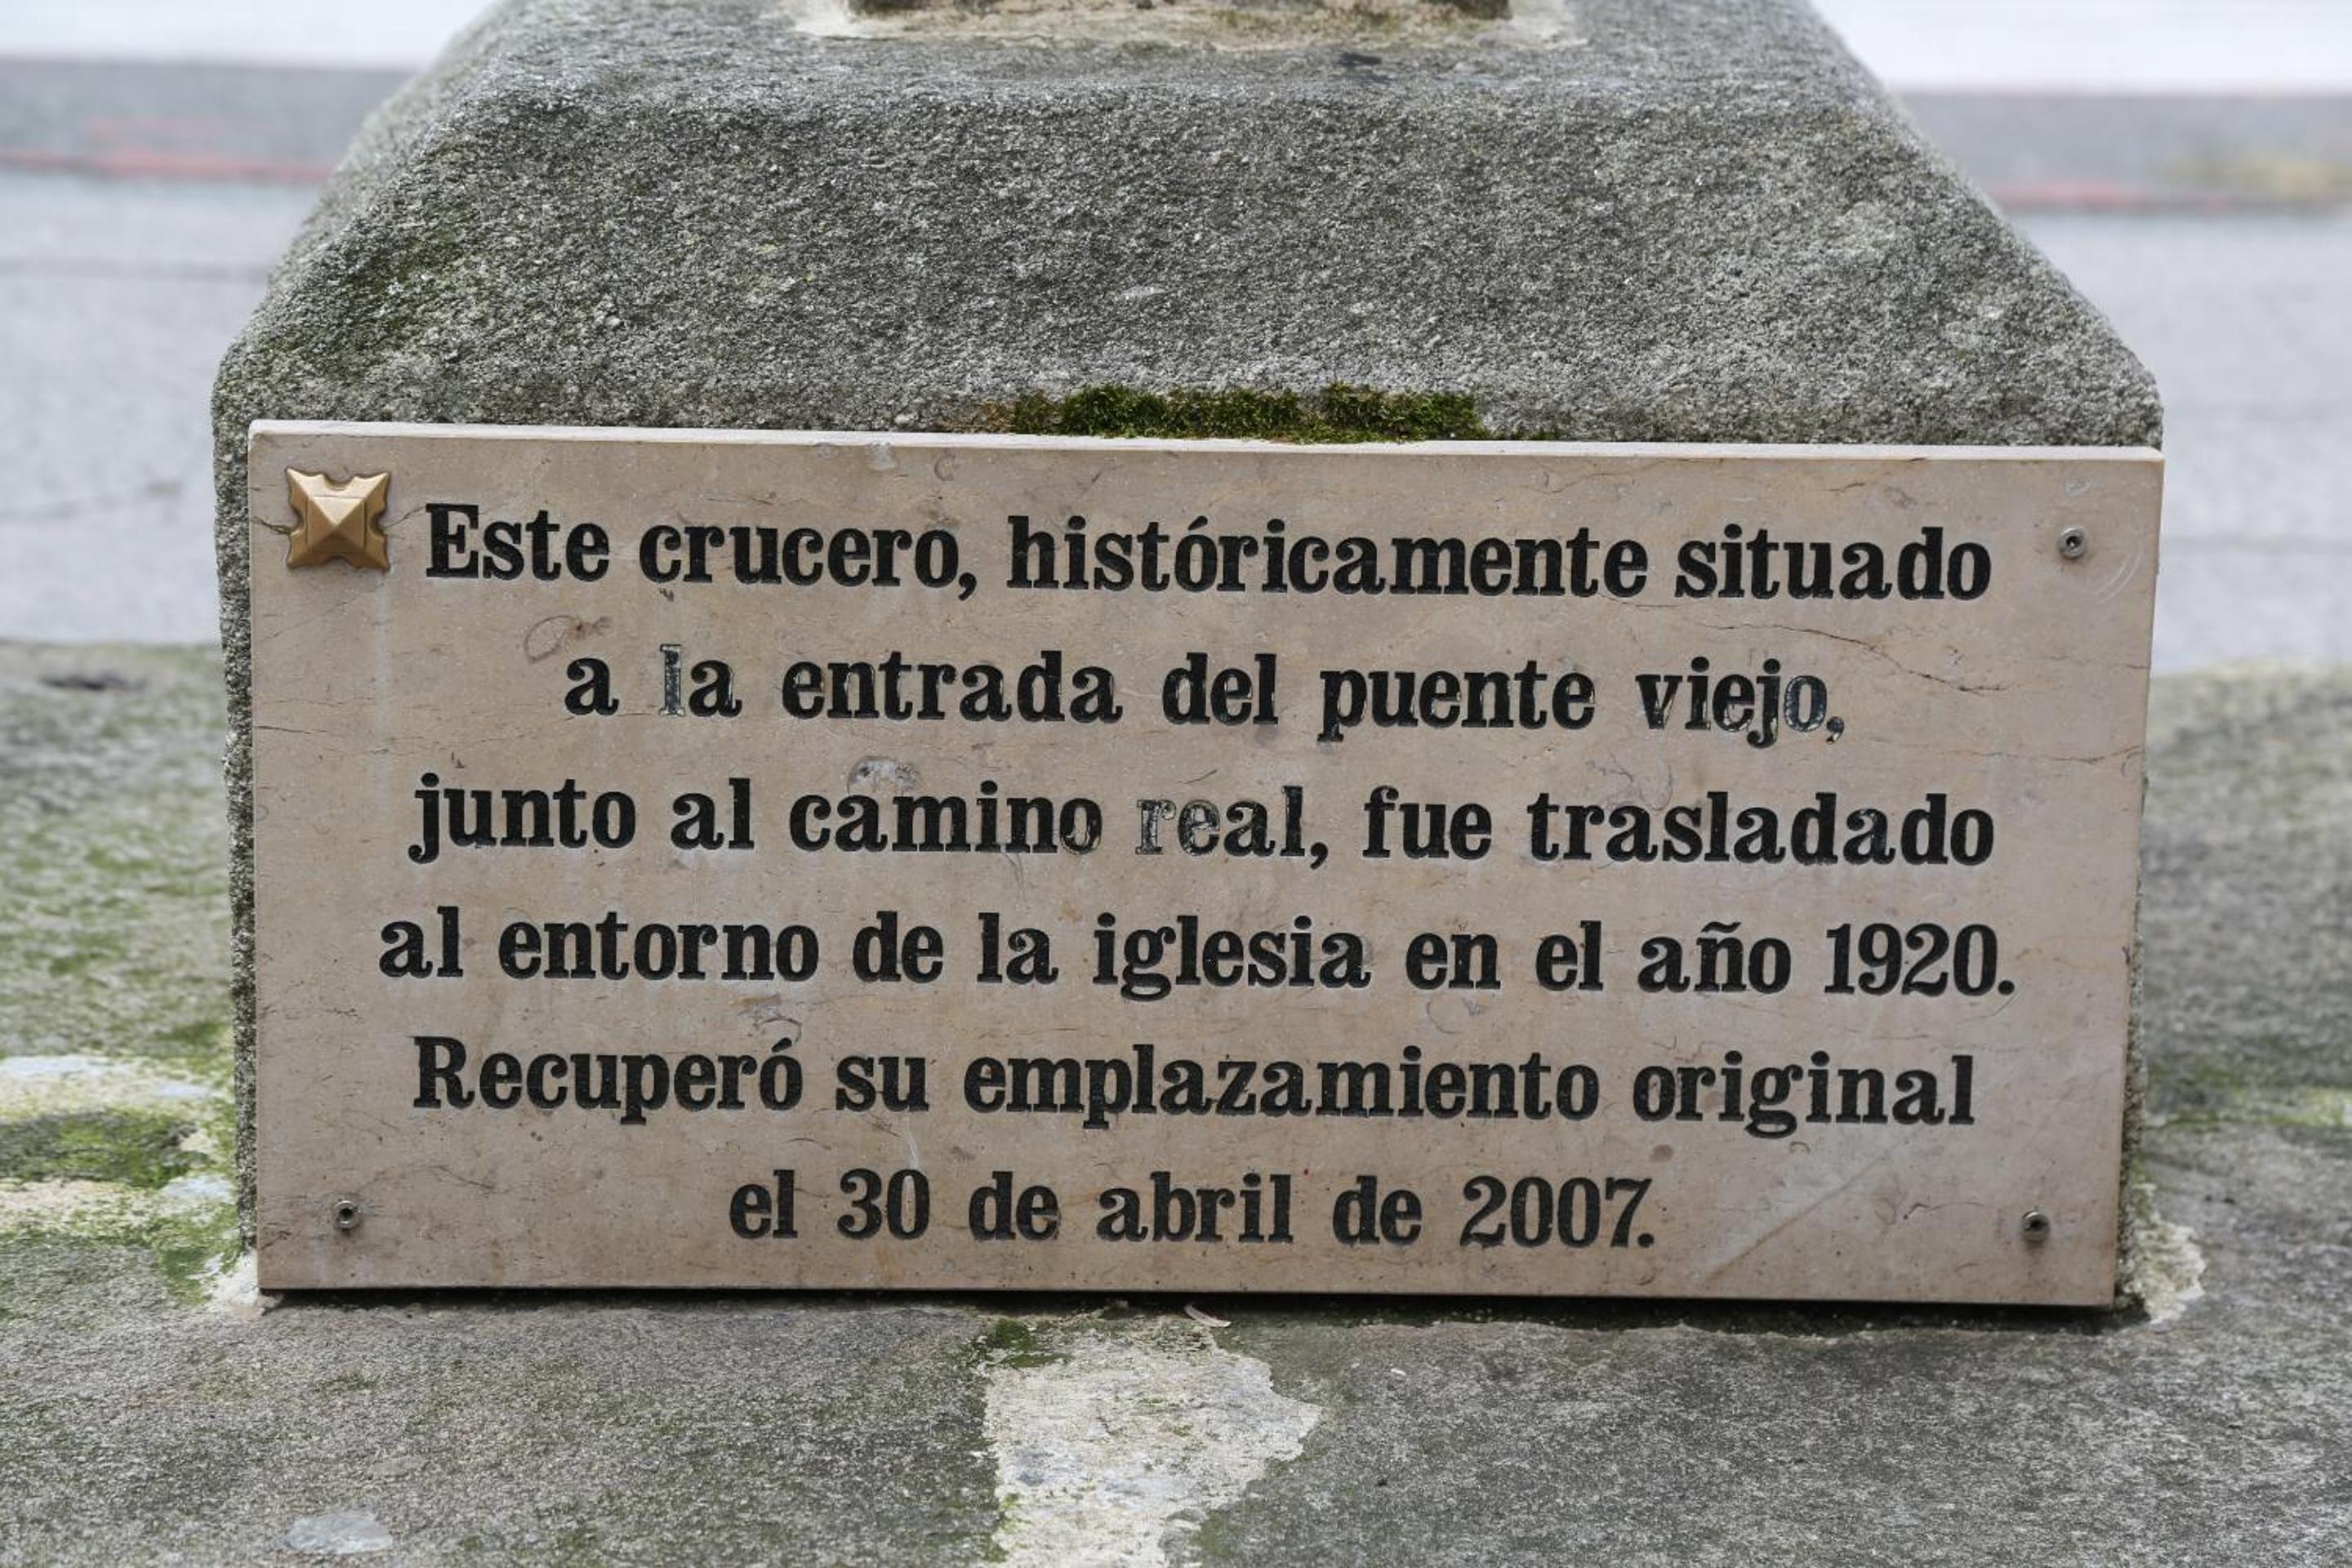 Este crucero, históricamente situado
a la entrada del puente viejo,
junto al camino real, fue trasladado
al entorno de la iglesia en el año 1920.
Recuperó su emplazamiento original
el 30 de abril de 2007.